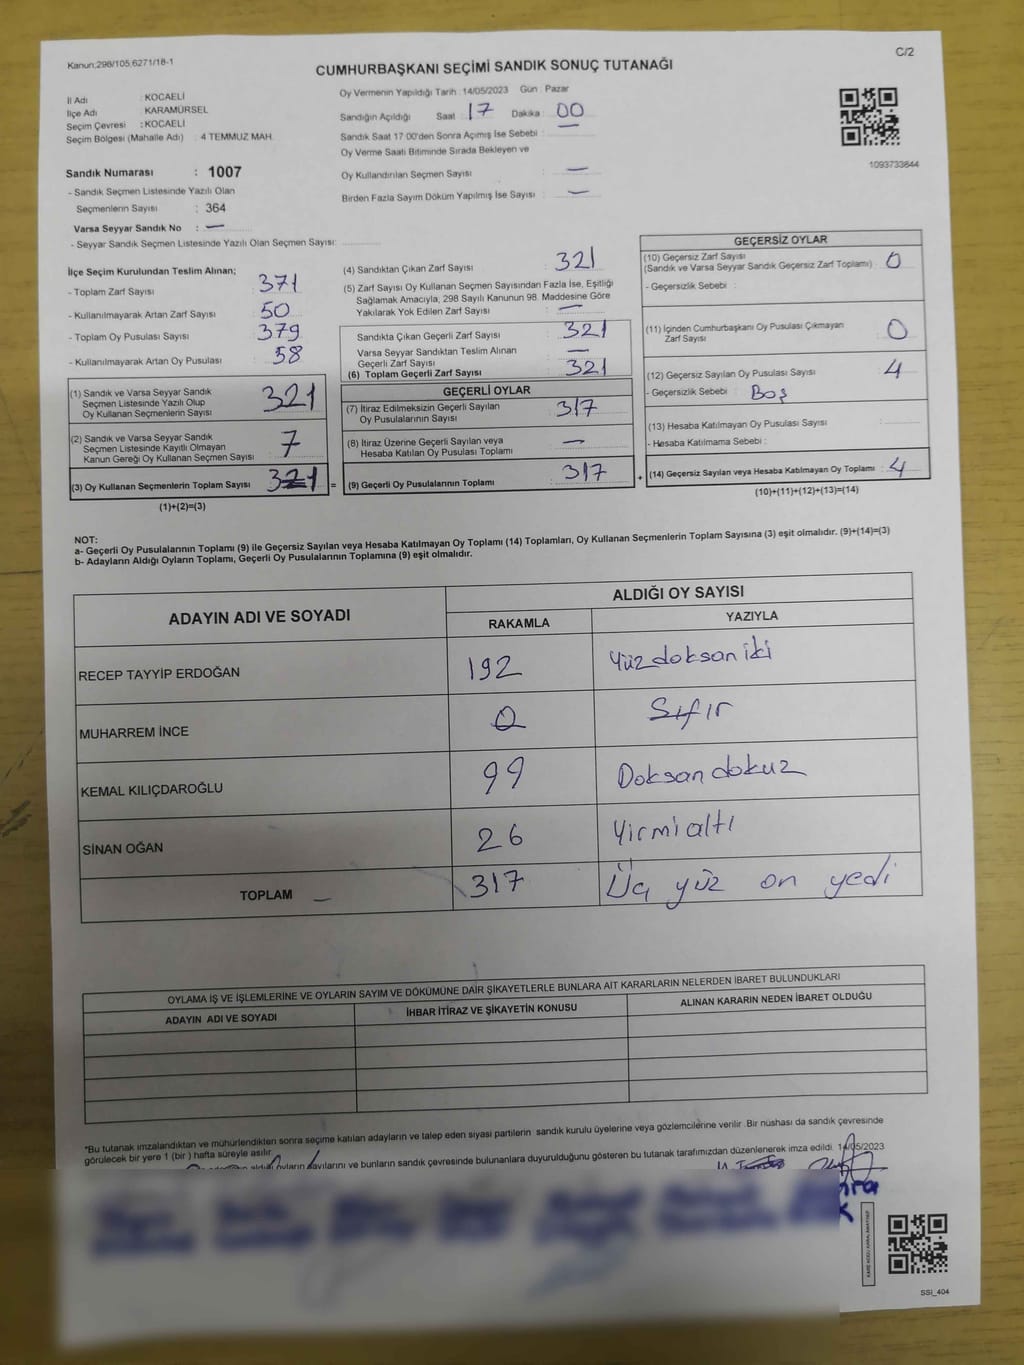 Kanun;298/105,6271/18-1
C/2
CUMHURBAŞKANI SEÇİMİ SANDIK SONUÇ TUTANAĞI
İl Adı : KOCAELİ
İlçe Adı : KARAMÜRSEL
Seçim Çevresi : KOCAELİ
Seçim Bölgesi (Mahalle Adı) : 4 TEMMUZ MAH.
Sandık Numarası : 1007
- Sandık Seçmen Listesinde Yazılı Olan
Seçmenlerin Sayısı : 364
Varsa Seyyar Sandık No : —
- Seyyar Sandık Seçmen Listesinde Yazılı Olan Seçmen Sayısı:
Oy Vermenin Yapıldığı Tarih : 14/05/2023 Gün : Pazar
Sandığın Açıldığı Saat : 17 Dakika : 00
Sandık Saat 17:00'den Sonra Açımış İse Sebebi : —
Oy Verme Saati Bitiminde Sırada Bekleyen ve
Oy Kullandırılan Seçmen Sayısı : —
Birden Fazla Sayım Döküm Yapılmış İse Sayısı : —
1093733844
İlçe Seçim Kurulundan Teslim Alınan;
- Toplam Zarf Sayısı : 371
- Kullanılmayarak Artan Zarf Sayısı : 50
- Toplam Oy Pusulası Sayısı : 379
- Kullanılmayarak Artan Oy Pusulası : 58
(1) Sandık ve Varsa Seyyar Sandık
Seçmen Listesinde Yazılı Olup
Oy Kullanan Seçmenlerin Sayısı : 321
(2) Sandık ve Varsa Seyyar Sandık
Seçmen Listesinde Kayıtlı Olmayan
Kanun Gereği Oy Kullanan Seçmen Sayısı : 7
(3) Oy Kullanan Seçmenlerin Toplam Sayısı : 321 =
(1)+(2)=(3)
(4) Sandıktan Çıkan Zarf Sayısı : 321
(5) Zarf Sayısı Oy Kullanan Seçmen Sayısından Fazla İse, Eşitliği
Sağlamak Amacıyla, 298 Sayılı Kanunun 98. Maddesine Göre
Yakılarak Yok Edilen Zarf Sayısı : —
Sandıkta Çıkan Geçerli Zarf Sayısı : 321
Varsa Seyyar Sandıktan Teslim Alınan
Geçerli Zarf Sayısı : —
(6) Toplam Geçerli Zarf Sayısı : 321
GEÇERLİ OYLAR
(7) İtiraz Edilmeksizin Geçerli Sayılan
Oy Pusulalarının Sayısı : 317
(8) İtiraz Üzerine Geçerli Sayılan veya
Hesaba Katılan Oy Pusulası Toplamı : —
(9) Geçerli Oy Pusulalarının Toplamı : 317 +
GEÇERSİZ OYLAR
(10) Geçersiz Zarf Sayısı
(Sandık ve Varsa Seyyar Sandık Geçersiz Zarf Toplamı) : 0
- Geçersizlik Sebebi :
(11) İçinden Cumhurbaşkanı Oy Pusulası Çıkmayan
Zarf Sayısı : 0
(12) Geçersiz Sayılan Oy Pusulası Sayısı : 4
- Geçersizlik Sebebi : Boş
(13) Hesaba Katılmayan Oy Pusulası Sayısı :
- Hesaba Katılmama Sebebi :
(14) Geçersiz Sayılan veya Hesaba Katılmayan Oy Toplamı : 4
(10)+(11)+(12)+(13)=(14)
NOT:
a- Geçerli Oy Pusulalarının Toplamı (9) ile Geçersiz Sayılan veya Hesaba Katılmayan Oy Toplamı (14) Toplamları, Oy Kullanan Seçmenlerin Toplam Sayısına (3) eşit olmalıdır. (9)+(14)=(3)
b- Adayların Aldığı Oyların Toplamı, Geçerli Oy Pusulalarının Toplamına (9) eşit olmalıdır.
ADAYIN ADI VE SOYADI
ALDIĞI OY SAYISI
RAKAMLA YAZIYLA
RECEP TAYYİP ERDOĞAN 192 Yüzdoksaniki
MUHARREM İNCE 0 Sıfır
KEMAL KILIÇDAROĞLU 99 Doksandokuz
SİNAN OĞAN 26 Yirmialtı
TOPLAM 317 Üç yüz on yedi
OYLAMA İŞ VE İŞLEMLERİNE VE OYLARIN SAYIM VE DÖKÜMÜNE DAİR ŞİKAYETLERLE BUNLARA AİT KARARLARIN NELERDEN İBARET BULUNDUKLARI
ADAYIN ADI VE SOYADI İHBAR İTİRAZ VE ŞİKAYETİN KONUSU ALINAN KARARIN NEDEN İBARET OLDUĞU
*Bu tutanak imzalandıktan ve mühürlendikten sonra seçime katılan adayların ve talep eden siyasi partilerin sandık kurulu üyelerine veya gözlemcilerine verilir .Bir nüshası da sandık çevresinde
görülecek bir yere 1 (bir ) hafta süreyle asılır.
oyların sayılarını ve bunların sandık çevresinde bulunanlara duyurulduğunu gösteren bu tutanak tarafımızdan düzenlenerek imza edildi. 14/05/2023
SSİ_404